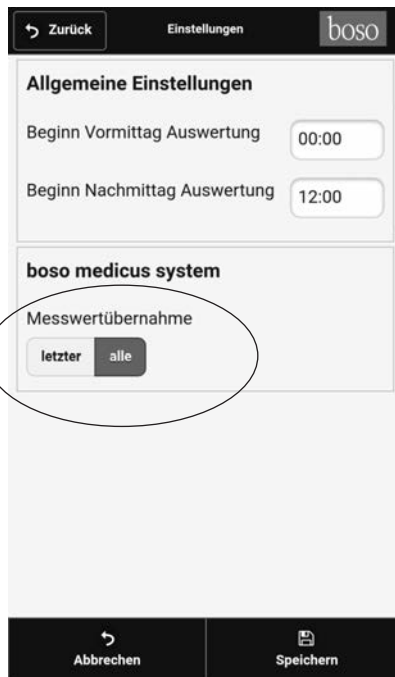 Zurück
Einstellungen
boso
Allgemeine Einstellungen
Beginn Vormittag Auswertung
00:00
Beginn Nachmittag Auswertung
12:00
boso medicus system
Messwertübernahme
letzter alle
Abbrechen
Speichern